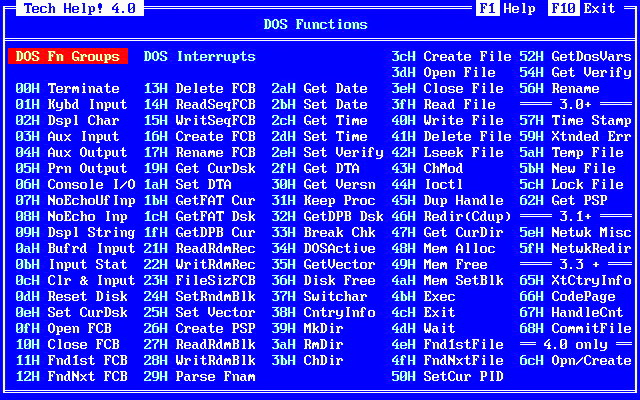 Tech Help! 4.0 F1 Help F10 Exit
DOS Functions
DOS Fn Groups DOS Interrupts 3cH Create File 52H GetDosVars
3dH Open File 54H Get Verify
00H Terminate 13H Delete FCB 2aH Get Date 3eH Close File 56H Rename
01H Kybd Input 14H ReadSeqFCB 2bH Set Date 3fH Read File 3.0+
02H Dspl Char 15H WritSeqFCB 2cH Get Time 40H Write File 57H Time Stamp
03H Aux Input 16H Create FCB 2dH Set Time 41H Delete File 59H Xtnded Err
04H Aux Output 17H Rename FCB 2eH Set Verify 42H Lseek File 5aH Temp File
05H Prn Output 19H Get CurDsk 2fH Get DTA 43H ChMod 5bH New File
06H Console I/O 1aH Set DTA 30H Get Versn 44H Ioctl 5cH Lock File
07H NoEchoUfInp 1bH GetFAT Cur 31H Keep Proc 45H Dup Handle 62H Get PSP
08H NoEcho Inp 1cH GetFAT Dsk 32H GetDPB Dsk 46H Redir(Cdup) 3.1+
09H Dspl String 1fH GetDPB Cur 33H Break Chk 47H Get CurDir 5eH Netwk Misc
0aH Bufrd Input 21H ReadRdmRec 34H DOSActive 48H Mem Alloc 5fH NetwkRedir
0bH Input Stat 22H WritRdmRec 35H GetVector 49H Mem Free 3.3 +
0cH Clr & Input 23H FileSizFCB 36H Disk Free 4aH Mem SetBlk 65H XtCtryInfo
0dH Reset Disk 24H SetRndmBlk 37H Switchar 4bH Exec 66H CodePage
0eH Set CurDsk 25H Set Vector 38H CntryInfo 4cH Exit 67H HandleCnt
0fH Open FCB 26H Create PSP 39H MkDir 4dH Wait 68H CommitFile
10H Close FCB 27H ReadRdmBlk 3aH RmDir 4eH Fnd1stFile 4.0 only
11H Fnd1st FCB 28H WritRdmBlk 3bH ChDir 4fH FndNxtFile 6cH Opn/Create
12H FndNxt FCB 29H Parse Fnam 50H SetCur PID